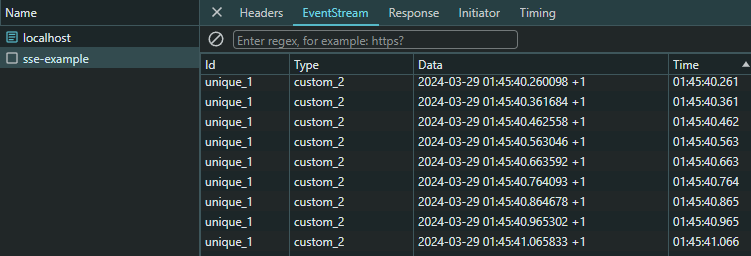 Name
localhost
sse-example
Headers EventStream Response Initiator Timing
Enter regex, for example: https?
Id Type Data Time
unique_1 custom_2 2024-03-29 01:45:40.260098 +1 01:45:40.261
unique_1 custom_2 2024-03-29 01:45:40.361684 +1 01:45:40.361
unique_1 custom_2 2024-03-29 01:45:40.462558 +1 01:45:40.462
unique_1 custom_2 2024-03-29 01:45:40.563046 +1 01:45:40.563
unique_1 custom_2 2024-03-29 01:45:40.663592 +1 01:45:40.663
unique_1 custom_2 2024-03-29 01:45:40.764093 +1 01:45:40.764
unique_1 custom_2 2024-03-29 01:45:40.864678 +1 01:45:40.865
unique_1 custom_2 2024-03-29 01:45:40.965302 +1 01:45:40.965
unique_1 custom_2 2024-03-29 01:45:41.065833 +1 01:45:41.066